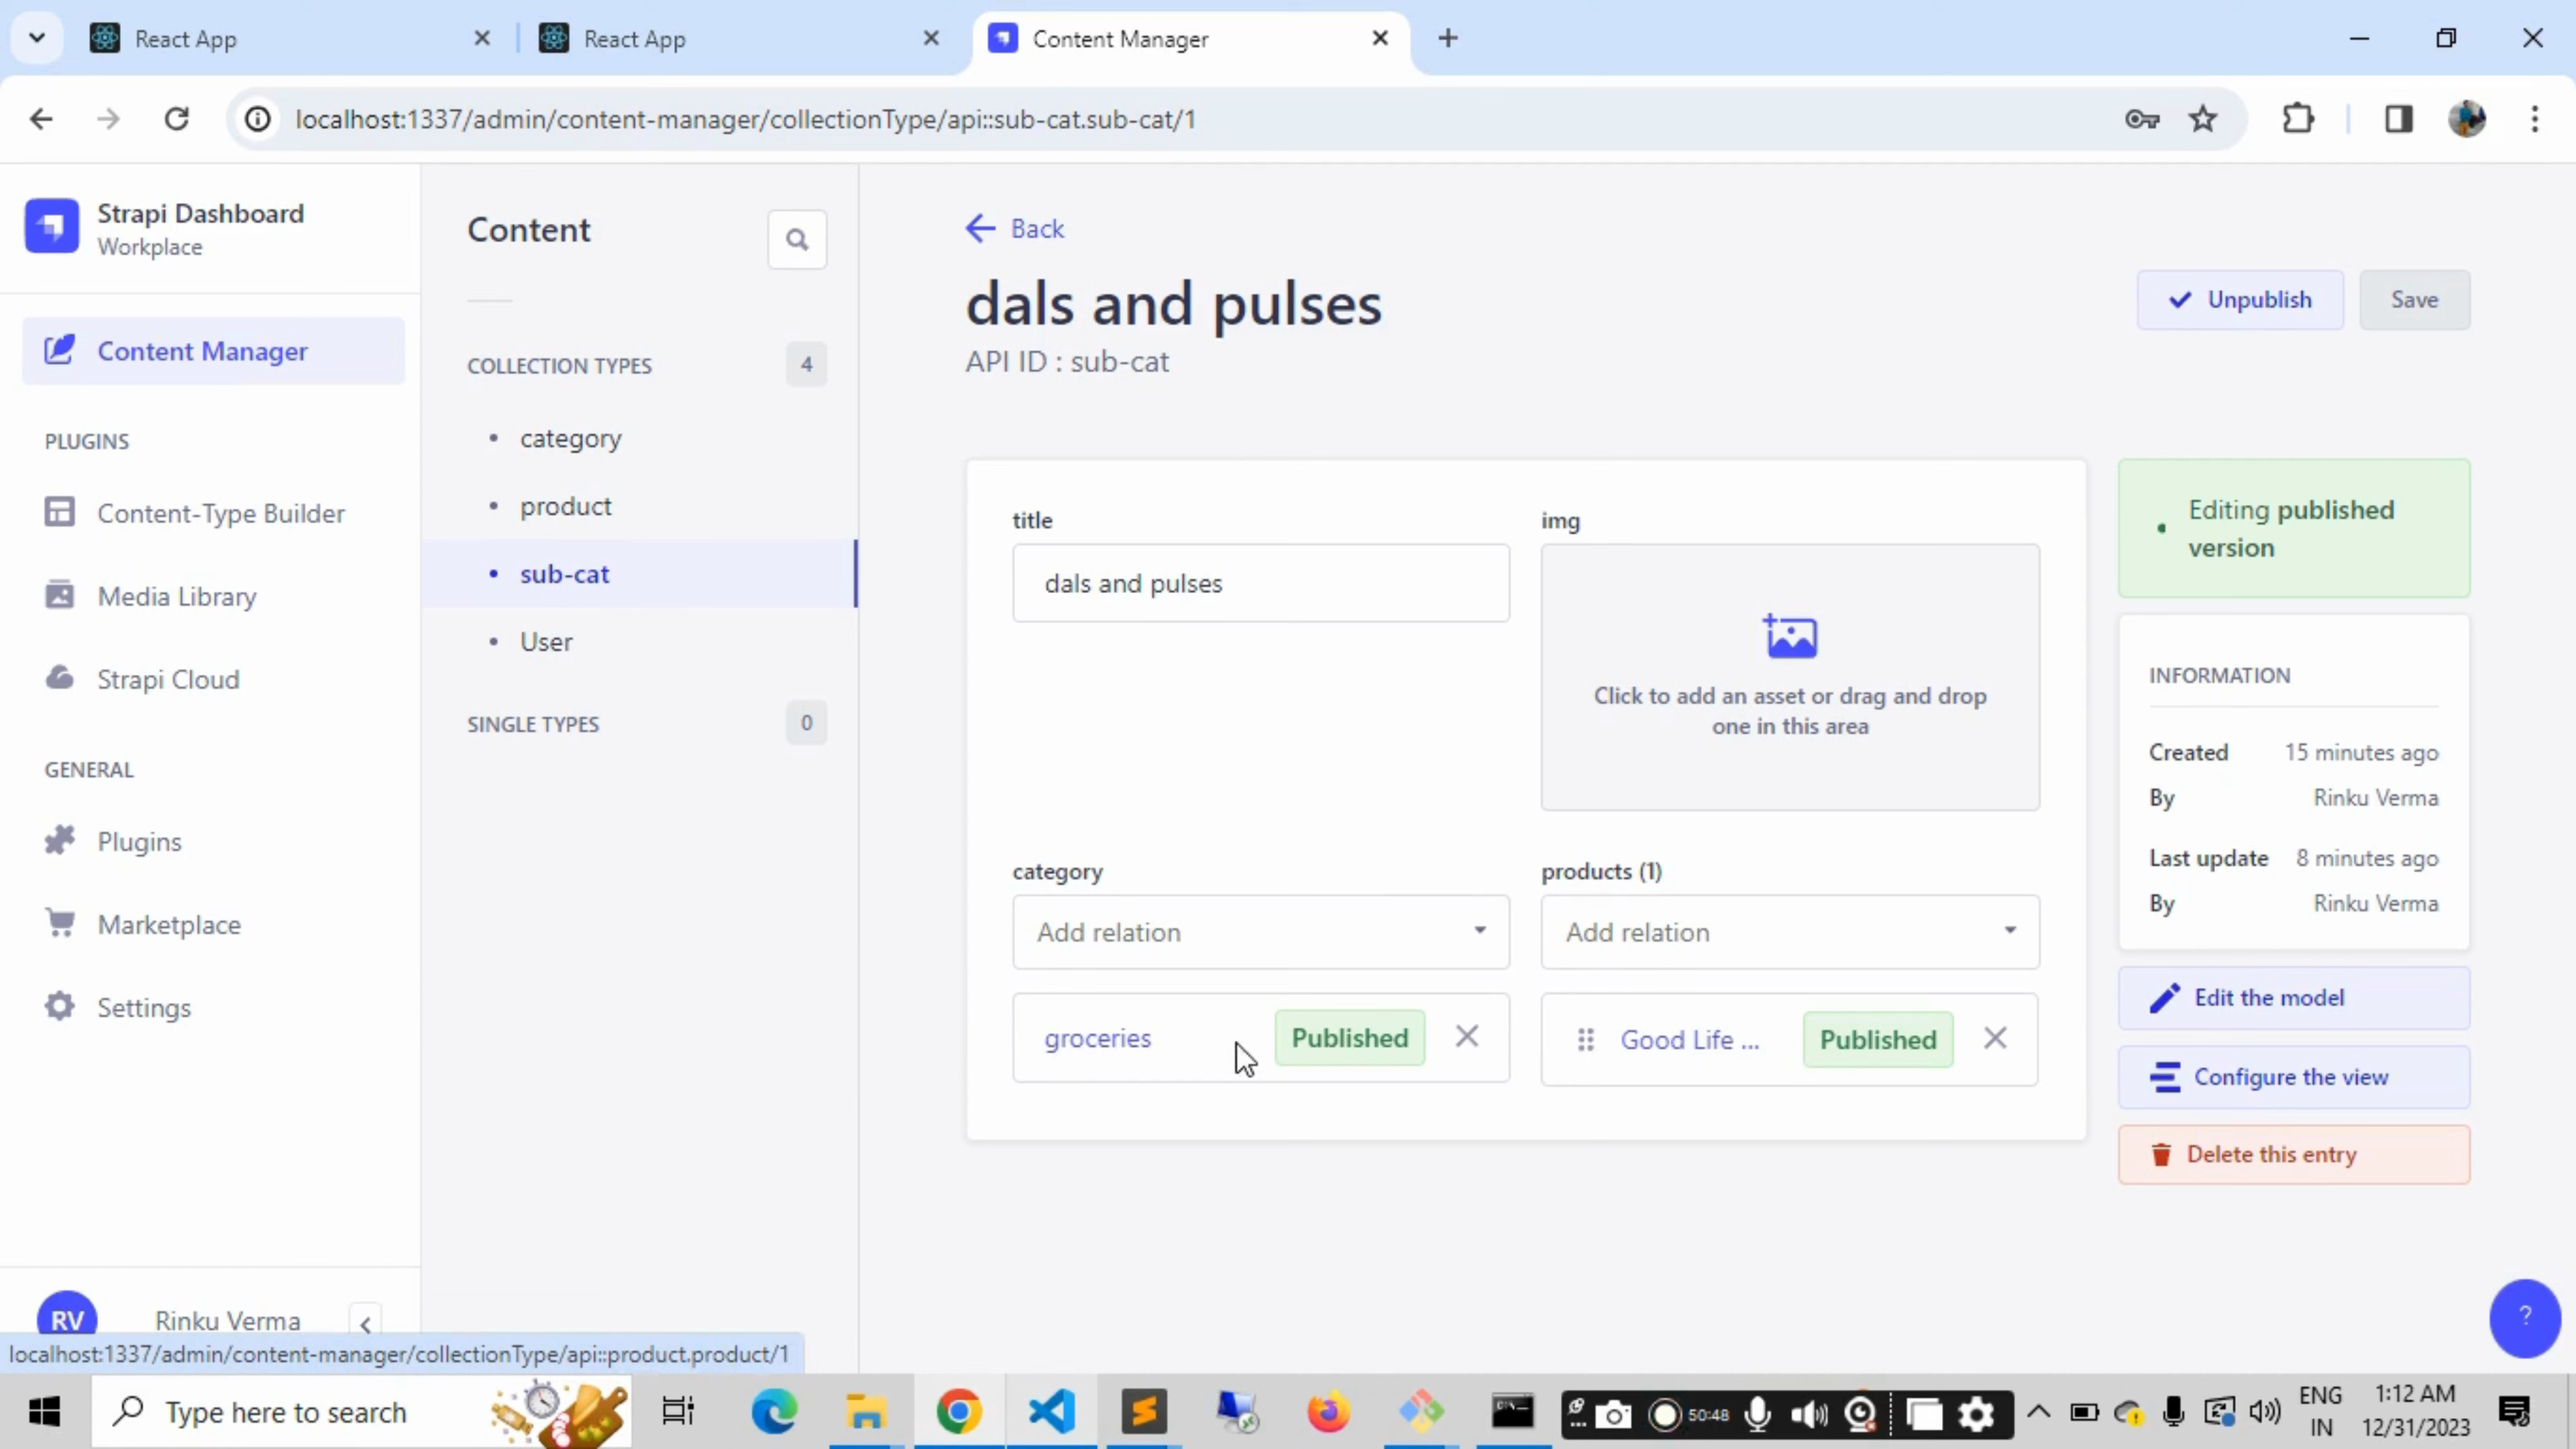 React App
React App
Content Manager
localhost:1337/admin/content-manager/collectionType/api::sub-cat.sub-cat/1
Strapi Dashboard
Workplace
Content Manager
PLUGINS
Content-Type Builder
Media Library
Strapi Cloud
GENERAL
Plugins
Marketplace
Settings
RV
Rinku Verma
localhost:1337/admin/content-manager/collectionType/api::product.product/1
Content
COLLECTION TYPES 4
category
product
sub-cat
User
SINGLE TYPES 0
Back
dals and pulses
API ID : sub-cat
Unpublish
Save
title
dals and pulses
img
Click to add an asset or drag and drop
one in this area
category
Add relation
groceries Published
products (1)
Add relation
Good Life ... Published
Editing published
version
INFORMATION
Created 15 minutes ago
By Rinku Verma
Last update 8 minutes ago
By Rinku Verma
Edit the model
Configure the view
Delete this entry
?
Type here to search
50:48
ENG
IN
1:12 AM
12/31/2023